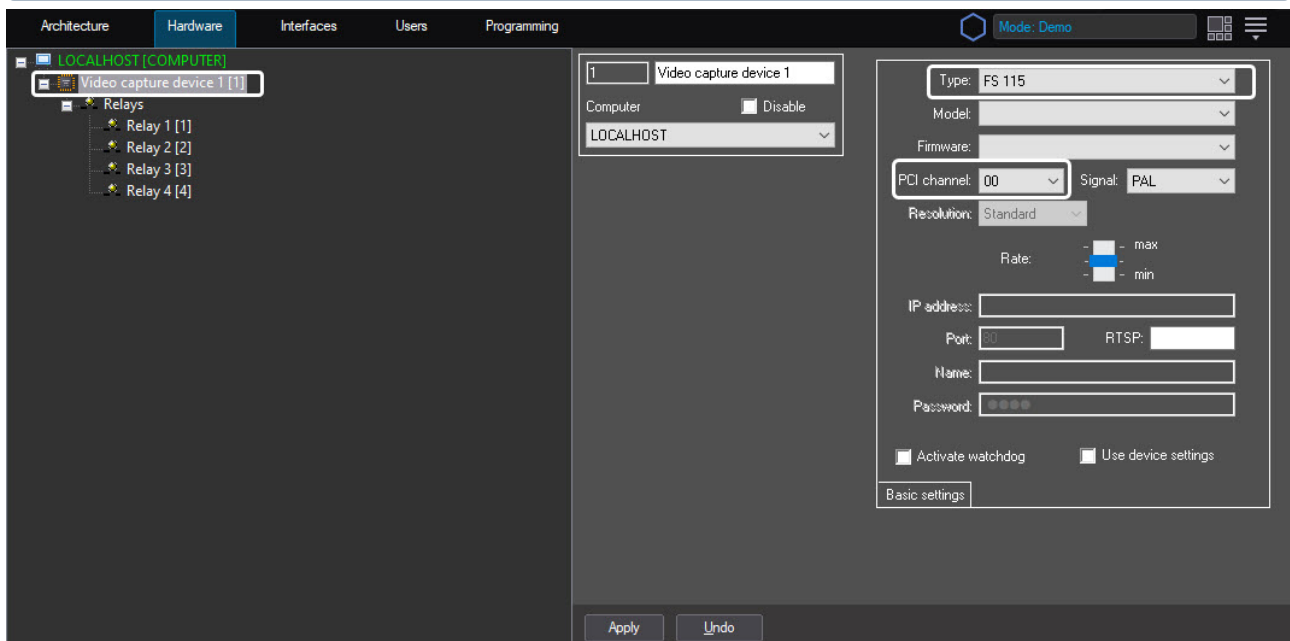 Architecture Hardware Interfaces Users Programming Mode: Demo
LOCALHOST [COMPUTER]
Video capture device 1 [1]
Relays
Relay 1 [1]
Relay 2 [2]
Relay 3 [3]
Relay 4 [4]
1 Video capture device 1
Computer Disable
LOCALHOST
Type: FS 115
Model:
Firmware:
PCI channel: 00 Signal: PAL
Resolution: Standard
Rate: max
min
IP address:
Port: 80 RTSP:
Name:
Password:
Activate watchdog Use device settings
Basic settings
Apply Undo